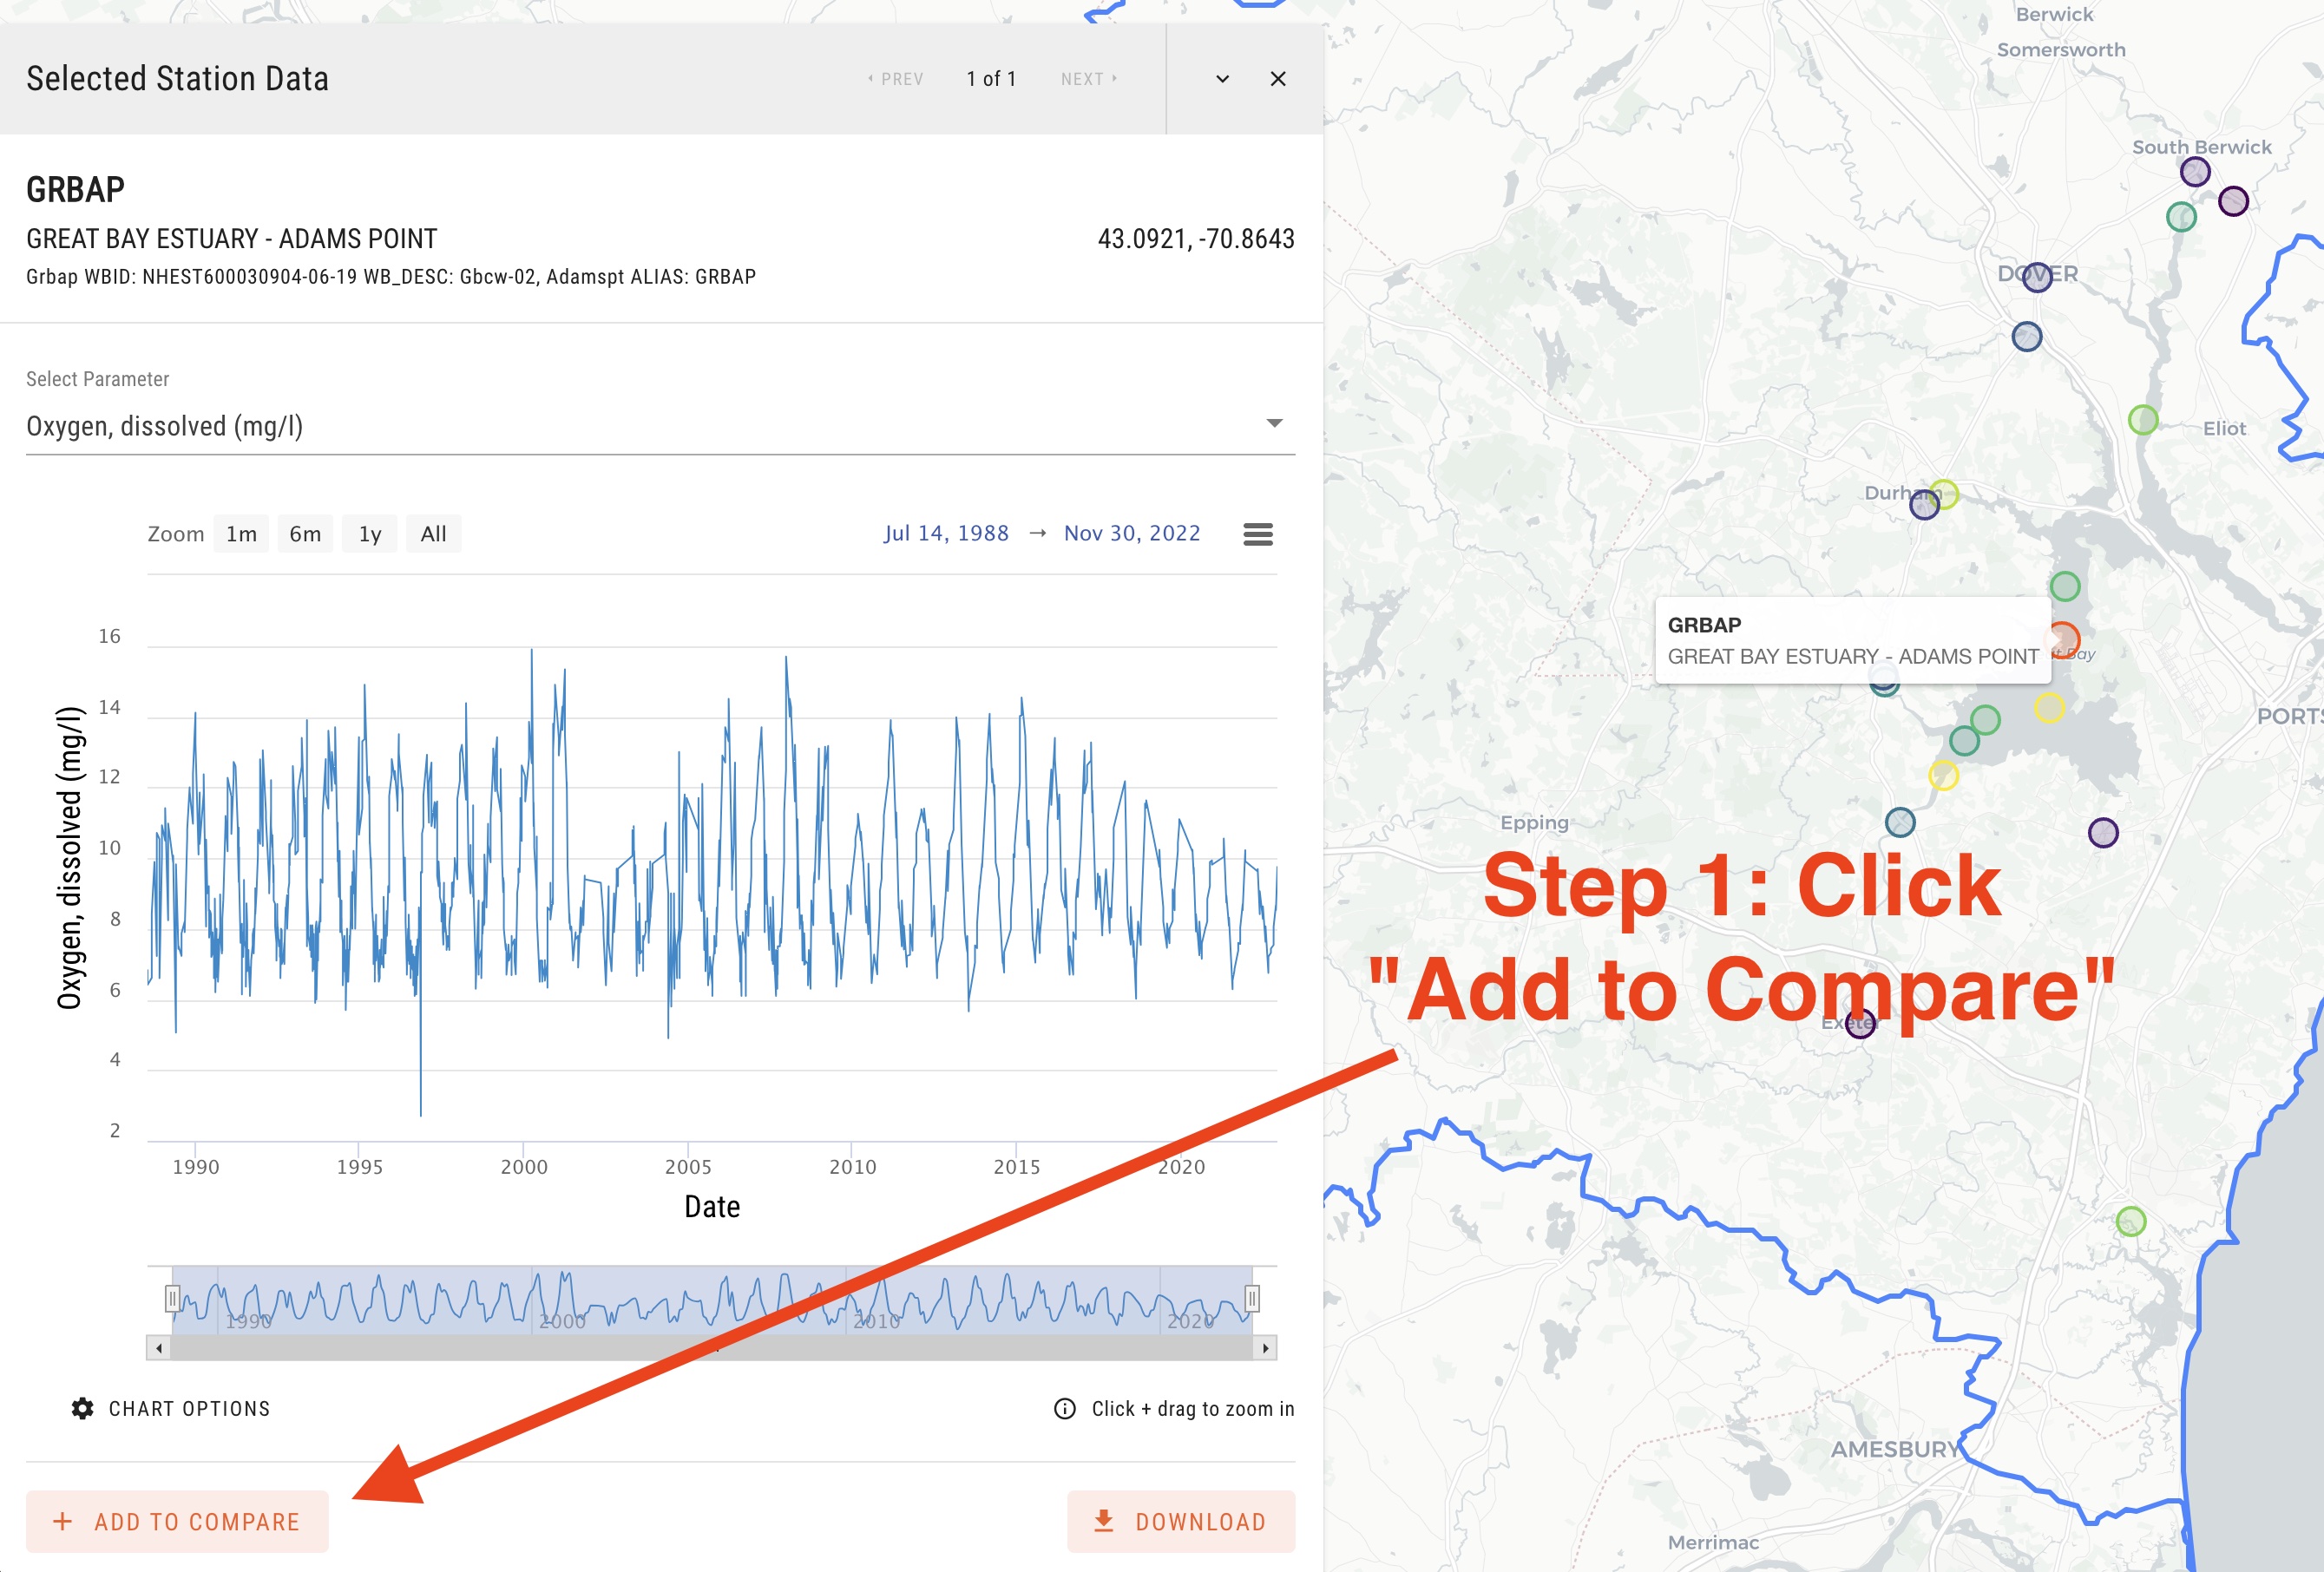 Selected Station Data
PREV
1 of 1
NEXT
GRBAP
GREAT BAY ESTUARY - ADAMS POINT
43.0921, -70.8643
Grbap WBID: NHEST600030904-06-19 WB_DESC: Gbcw-02, Adamspt ALIAS: GRBAP
Select Parameter
Oxygen, dissolved (mg/l)
Zoom 1m 6m 1y All
Jul 14, 1988 → Nov 30, 2022
Oxygen, dissolved (mg/l)
16
14
12
10
8
6
4
2
1990 1995 2000 2005 2010 2015 2020
Date
1990 2000 2010 2020
CHART OPTIONS
Click + drag to zoom in
+ ADD TO COMPARE
DOWNLOAD
Berwick
Somersworth
South Berwick
DOVER
Eliot
Durham
GRBAP
GREAT BAY ESTUARY - ADAMS POINT
t Bay
PORTS
Epping
Step 1: Click
"Add to Compare"
Exeter
AMESBURY
Merrimac